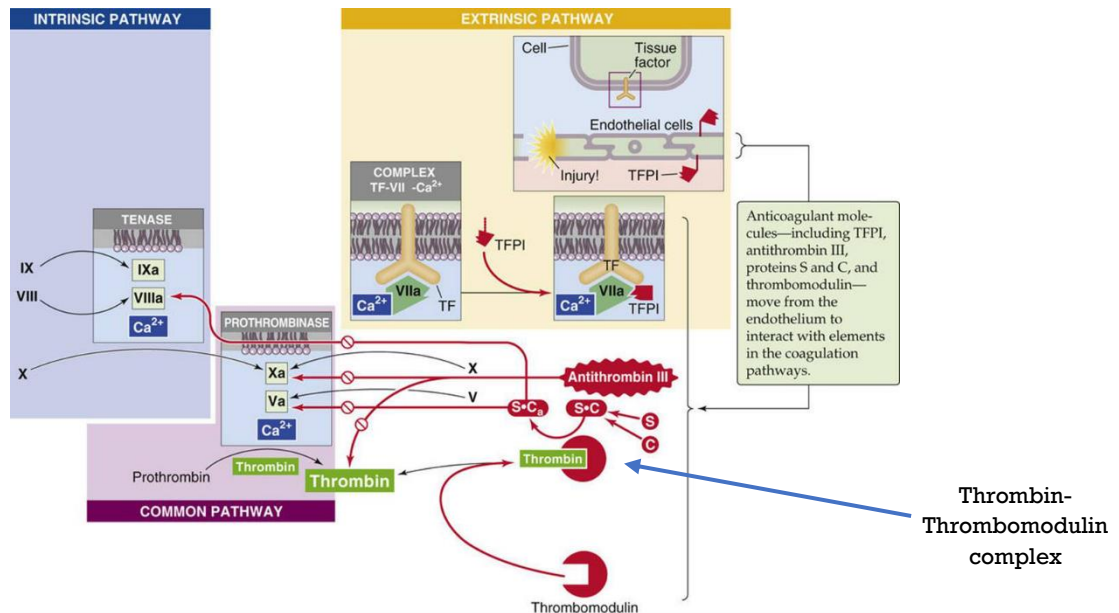 INTRINSIC PATHWAY
EXTRINSIC PATHWAY
Cell
Tissue
factor
Endothelial cells
Injury!
TFPI
COMPLEX
TF-VII -Ca²⁺
TFPI
VIIa
Ca²⁺
TF
TF
VIIa
Ca²⁺
TFPI
Anticoagulant mole-
cules—including TFPI,
antithrombin III,
proteins S and C, and
thrombomodulin—
move from the
endothelium to
interact with elements
in the coagulation
pathways.
TENASE
IX
IXa
VIII
VIIIa
Ca²⁺
PROTHROMBINASE
X
Xa
X
Antithrombin III
Va
V
S•Cₐ
S•C
S
C
Ca²⁺
Prothrombin
Thrombin
Thrombin
Thrombin
COMMON PATHWAY
Thrombin-
Thrombomodulin
complex
Thrombomodulin